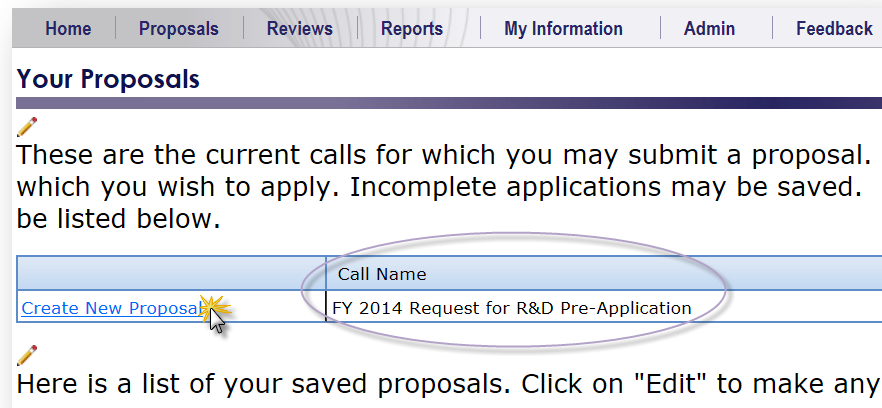 Home Proposals Reviews Reports My Information Admin Feedback
Your Proposals
These are the current calls for which you may submit a proposal.
which you wish to apply. Incomplete applications may be saved.
be listed below.
Call Name
Create New Proposal FY 2014 Request for R&D Pre-Application
Here is a list of your saved proposals. Click on "Edit" to make any